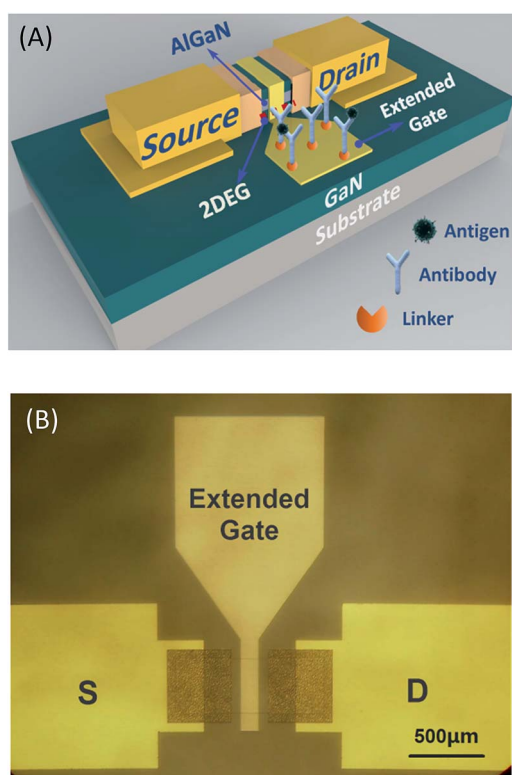 (A)
AlGaN
Source
Drain
Extended
Gate
2DEG
GaN
Substrate
Antigen
Antibody
Linker
(B)
Extended
Gate
S
D
500μm